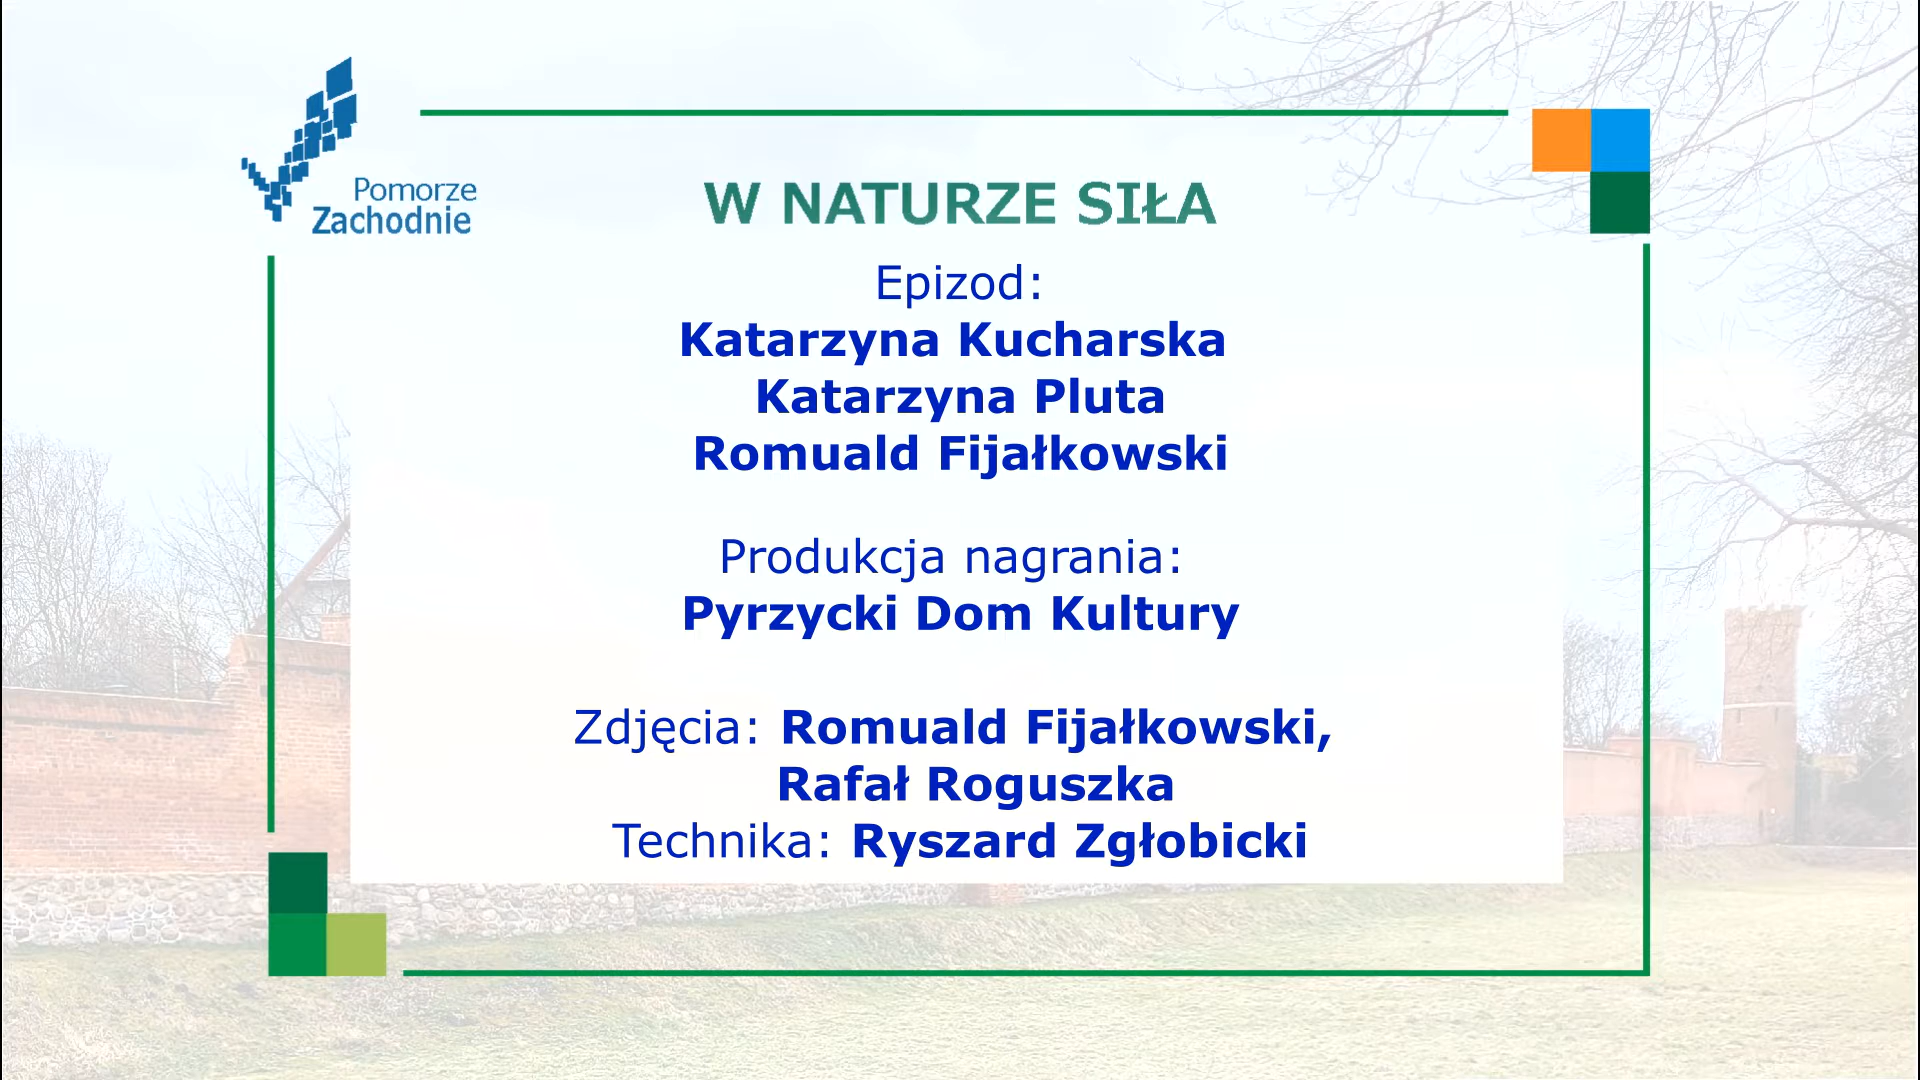 Pomorze
Zachodnie
W NATURZE SIŁA
Epizod:
Katarzyna Kucharska
Katarzyna Pluta
Romuald Fijałkowski
Produkcja nagrania:
Pyrzycki Dom Kultury
Zdjęcia: Romuald Fijałkowski,
Rafał Roguszka
Technika: Ryszard Zgłobicki